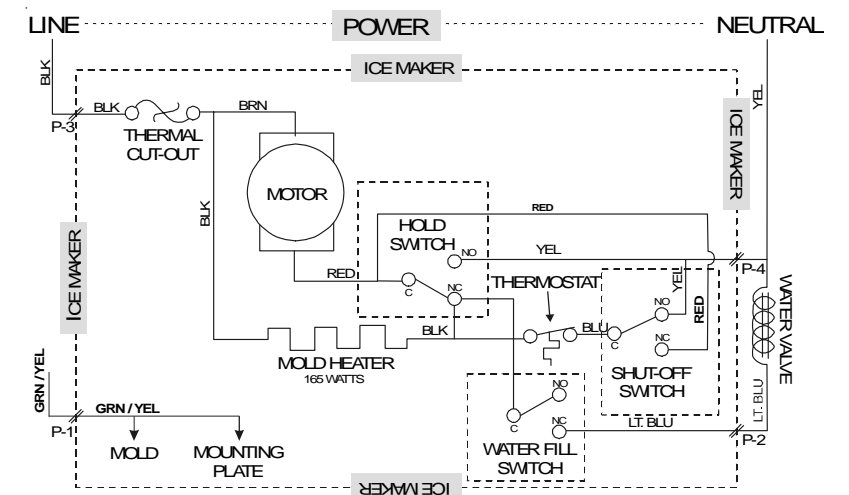 LINE
POWER
NEUTRAL
BLK
ICE MAKER
YEL
BLK
BRN
P-3
THERMAL
CUT-OUT
ICE MAKER
MOTOR
BLK
HOLD
SWITCH
RED
NO
YEL
ICE MAKER
RED
C
NC
THERMOSTAT
YEL
P-4
NO
RED
WATER VALVE
BLK
BLU
C
NC
MOLD HEATER
165 WATTS
SHUT-OFF
SWITCH
GRN / YEL
GRN / YEL
NO
C
NC
LT. BLU
LT. BLU
P-1
P-2
MOLD
MOUNTING
PLATE
WATER FILL
SWITCH
ICE MAKER